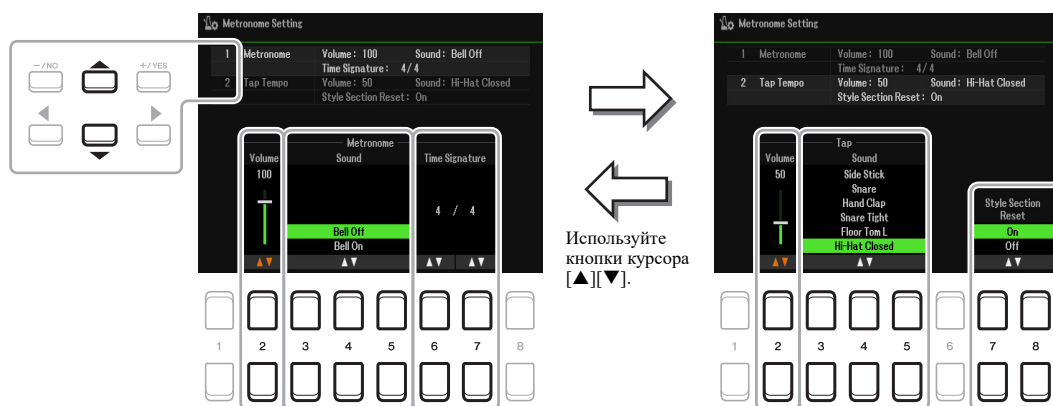 Metronome Setting
1 Metronome Volume : 100 Sound : Bell Off
Time Signature : 4/4
2 Tap Tempo Volume : 50 Sound : Hi-Hat Closed
Style Section Reset : On
-/NO +/YES
Metronome
Volume Sound Time Signature
100
4 / 4
Bell Off
Bell On
1 2 3 4 5 6 7 8
Используйте
кнопки курсора
[▲][▼].
Metronome Setting
1 Metronome Volume : 100 Sound : Bell Off
Time Signature : 4/4
2 Tap Tempo Volume : 50 Sound : Hi-Hat Closed
Style Section Reset : On
Tap
Volume Sound
50 Side Stick
Snare
Hand Clap
Snare Tight
Floor Tom L
Hi-Hat Closed
Style Section
Reset
On
Off
1 2 3 4 5 6 7 8